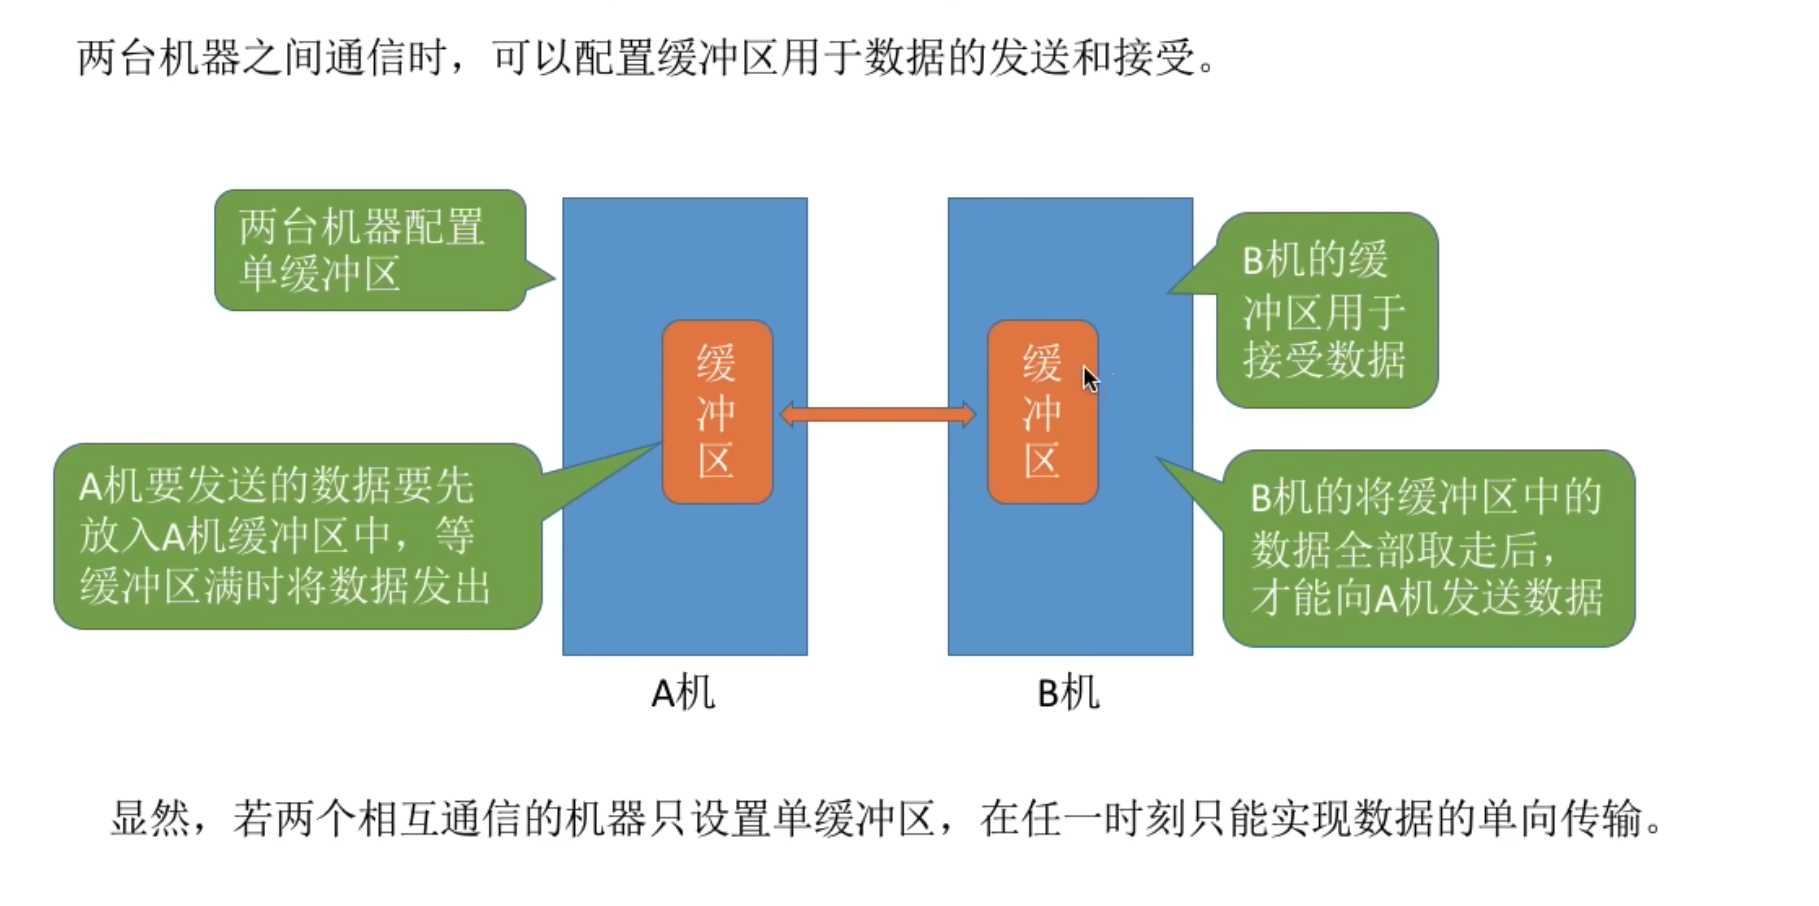 两台机器之间通信时，可以配置缓冲区用于数据的发送和接受。
两台机器配置
单缓冲区
B机的缓
冲区用于
接受数据
缓
冲
区
缓
冲
区
A机要发送的数据要先
放入A机缓冲区中，等
缓冲区满时将数据发出
B机的将缓冲区中的
数据全部取走后，
才能向A机发送数据
A机
B机
显然，若两个相互通信的机器只设置单缓冲区，在任一时刻只能实现数据的单向传输。